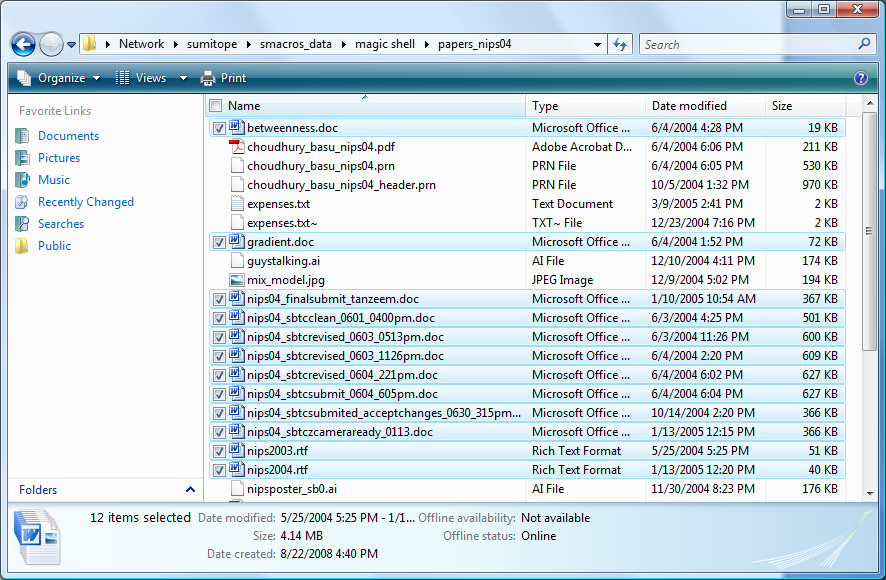 Network sumitope smacros_data magic shell papers_nips04 Search
Organize Views Print
Favorite Links
Documents
Pictures
Music
Recently Changed
Searches
Public
Folders
Name Type Date modified Size
betweenness.doc Microsoft Office ... 6/4/2004 4:28 PM 19 KB
choudhury_basu_nips04.pdf Adobe Acrobat D... 6/4/2004 6:06 PM 211 KB
choudhury_basu_nips04.prn PRN File 6/4/2004 6:05 PM 530 KB
choudhury_basu_nips04_header.prn PRN File 10/5/2004 1:32 PM 970 KB
expenses.txt Text Document 3/9/2005 2:41 PM 2 KB
expenses.txt~ TXT~ File 12/23/2004 7:16 PM 2 KB
gradient.doc Microsoft Office ... 6/4/2004 1:52 PM 72 KB
guystalking.ai AI File 12/10/2004 4:11 PM 174 KB
mix_model.jpg JPEG Image 12/9/2004 5:02 PM 194 KB
nips04_finalsubmit_tanzeem.doc Microsoft Office ... 1/10/2005 10:54 AM 367 KB
nips04_sbtcclean_0601_0400pm.doc Microsoft Office ... 6/3/2004 4:25 PM 501 KB
nips04_sbtcrevised_0603_0513pm.doc Microsoft Office ... 6/3/2004 11:26 PM 600 KB
nips04_sbtcrevised_0603_1126pm.doc Microsoft Office ... 6/4/2004 2:20 PM 609 KB
nips04_sbtcrevised_0604_221pm.doc Microsoft Office ... 6/4/2004 6:02 PM 627 KB
nips04_sbtcsubmit_0604_605pm.doc Microsoft Office ... 6/4/2004 6:04 PM 627 KB
nips04_sbtcsubmited_acceptchanges_0630_315pm... Microsoft Office ... 10/14/2004 2:20 PM 366 KB
nips04_sbtczcameraready_0113.doc Microsoft Office ... 1/13/2005 12:15 PM 366 KB
nips2003.rtf Rich Text Format 5/25/2004 5:25 PM 51 KB
nips2004.rtf Rich Text Format 1/13/2005 12:20 PM 40 KB
nipsposter_sb0.ai AI File 11/30/2004 8:23 PM 176 KB
12 items selected Date modified: 5/25/2004 5:25 PM - 1/1... Offline availability: Not available
Size: 4.14 MB Offline status: Online
Date created: 8/22/2008 4:40 PM